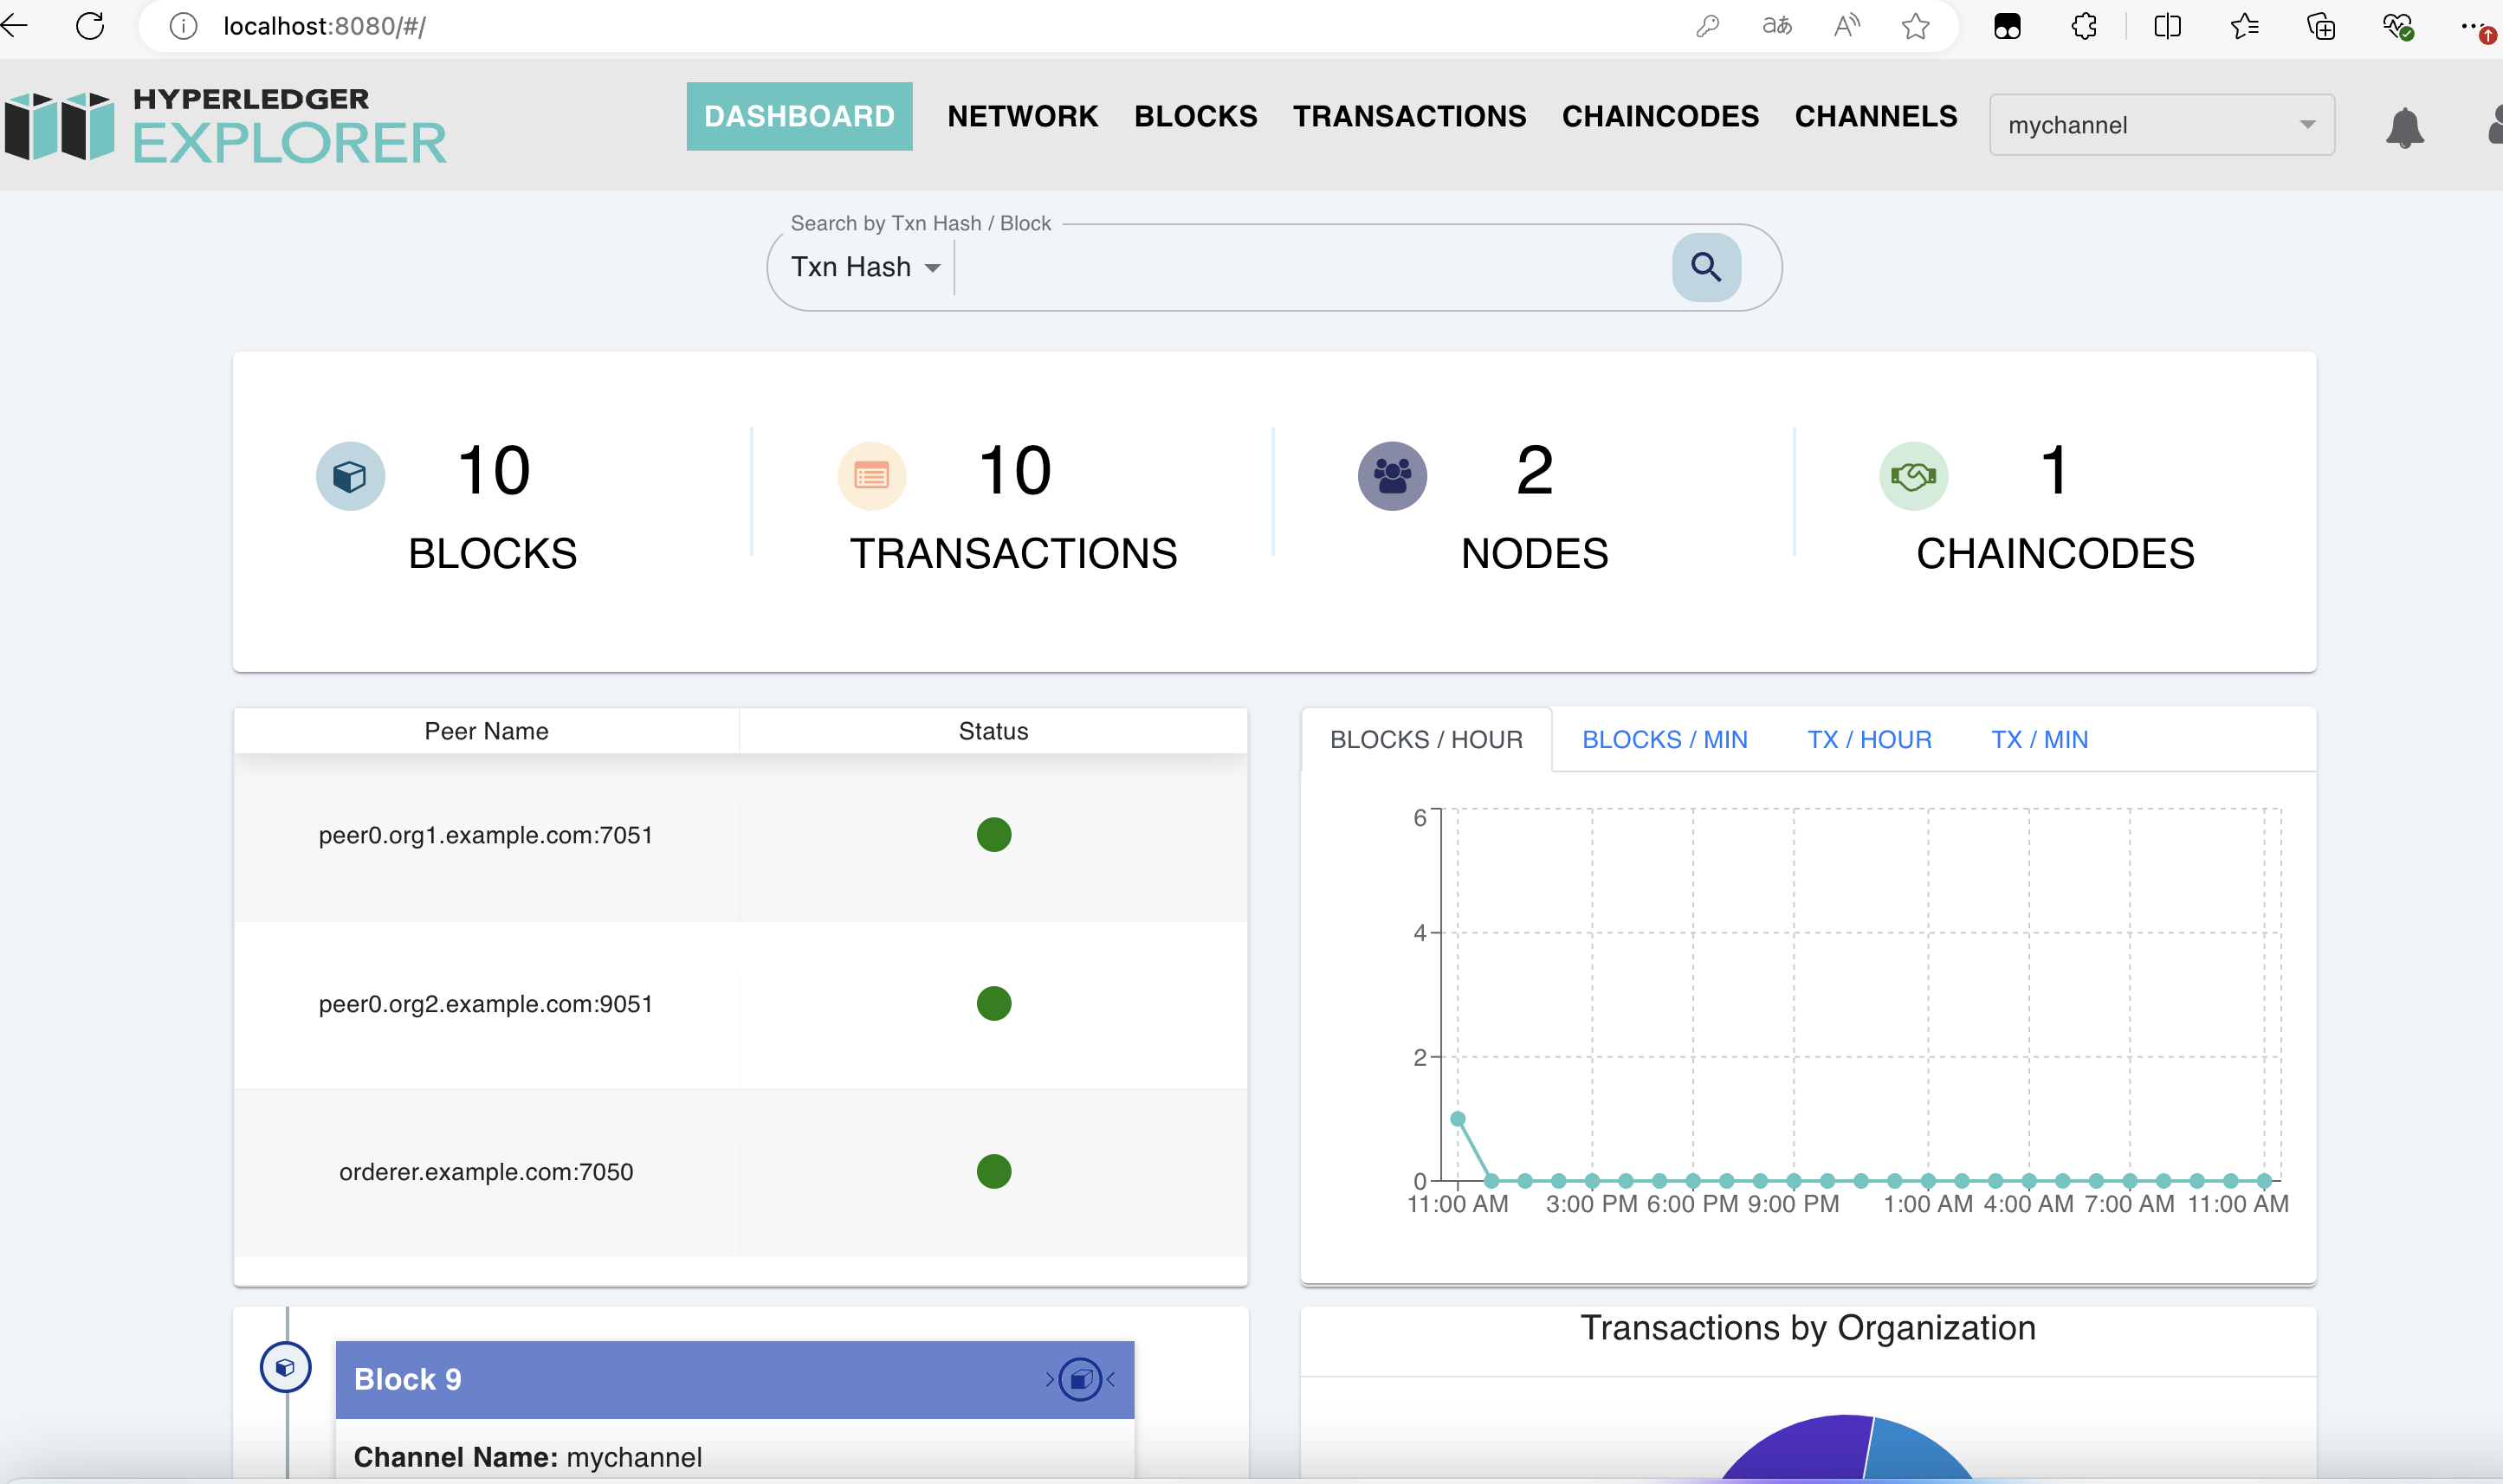 localhost:8080/#/
aあ
A
HYPERLEDGER
EXPLORER
DASHBOARD
NETWORK
BLOCKS
TRANSACTIONS
CHAINCODES
CHANNELS
mychannel
Search by Txn Hash / Block
Txn Hash
10
BLOCKS
10
TRANSACTIONS
2
NODES
1
CHAINCODES
Peer Name Status
peer0.org1.example.com:7051
peer0.org2.example.com:9051
orderer.example.com:7050
BLOCKS / HOUR BLOCKS / MIN TX / HOUR TX / MIN
6
4
2
0
11:00 AM 3:00 PM 6:00 PM 9:00 PM 1:00 AM 4:00 AM 7:00 AM 11:00 AM
Block 9
Channel Name: mychannel
Transactions by Organization